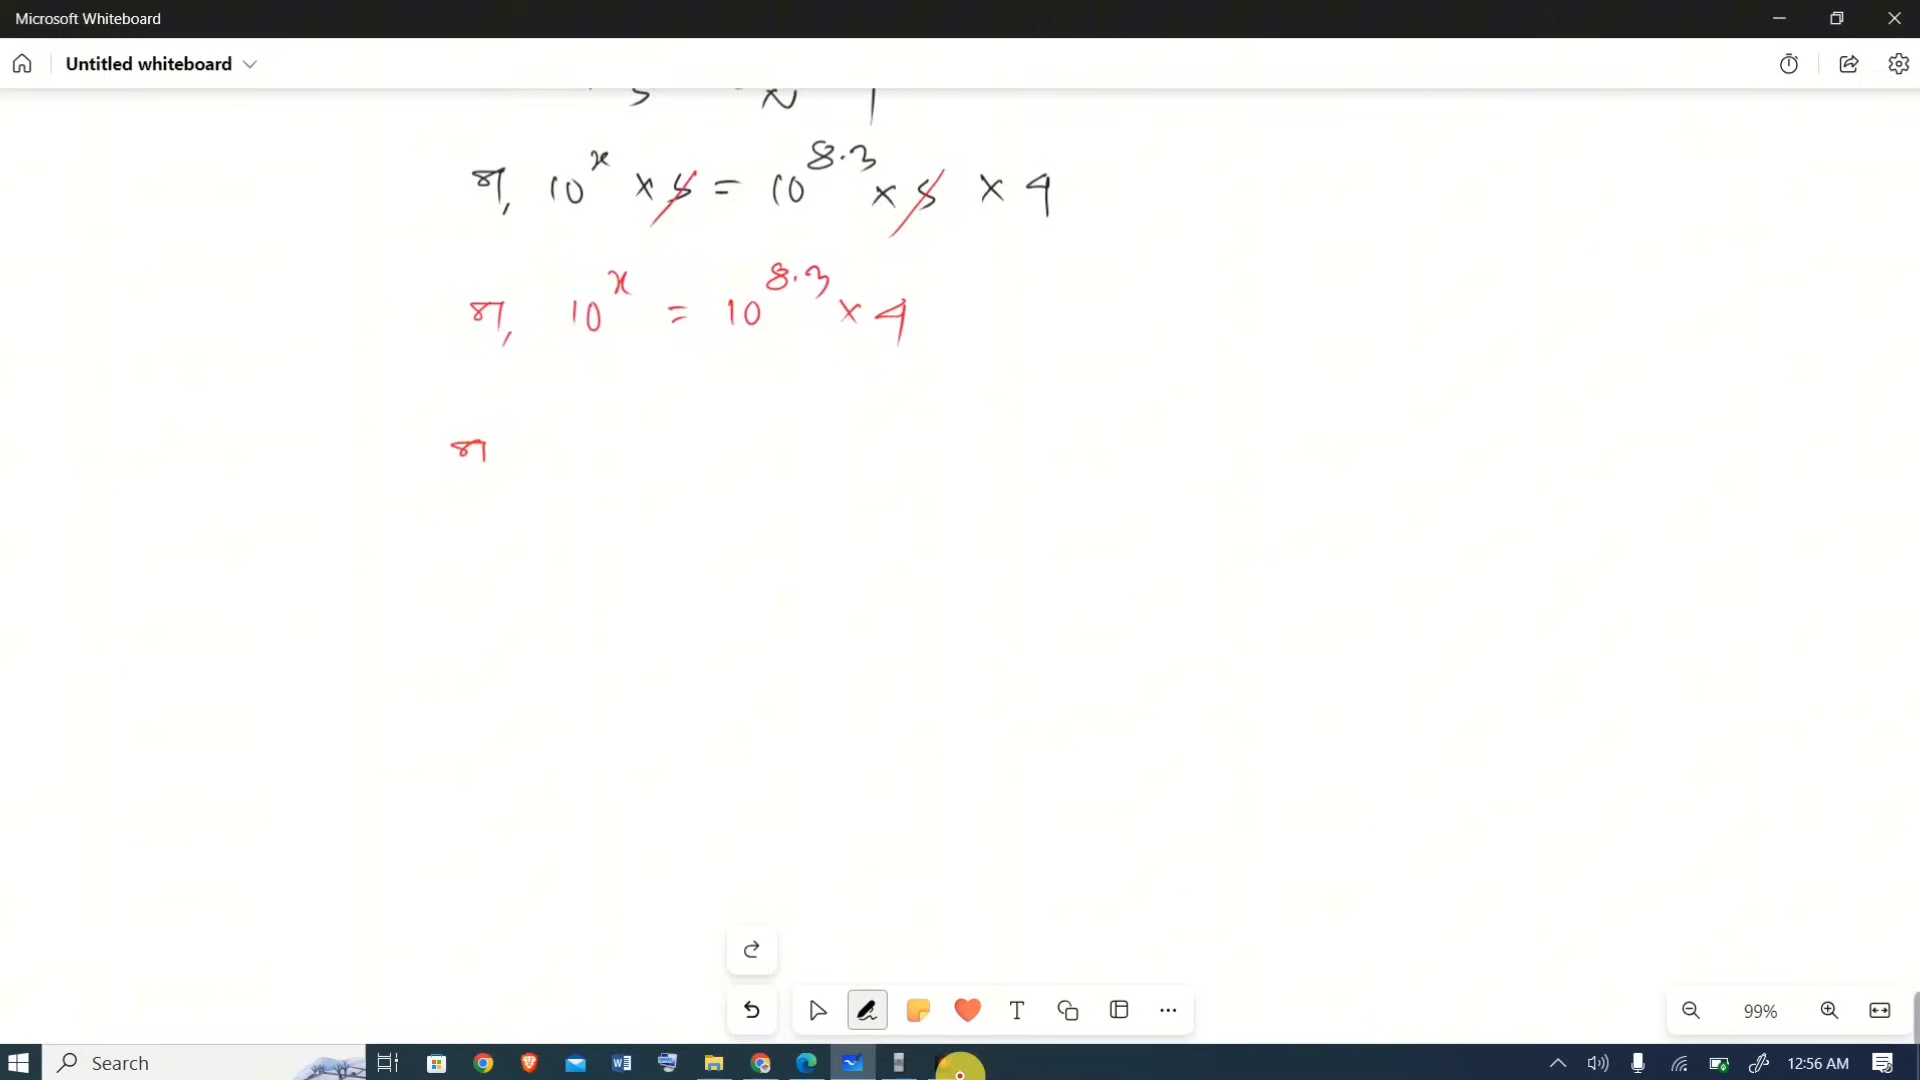 Microsoft Whiteboard
Untitled whiteboard
বা, 10^x × 5 = 10^8.3 × 5 × 4
বা, 10^x = 10^8.3 × 4
বা
99%
Search
12:56 AM